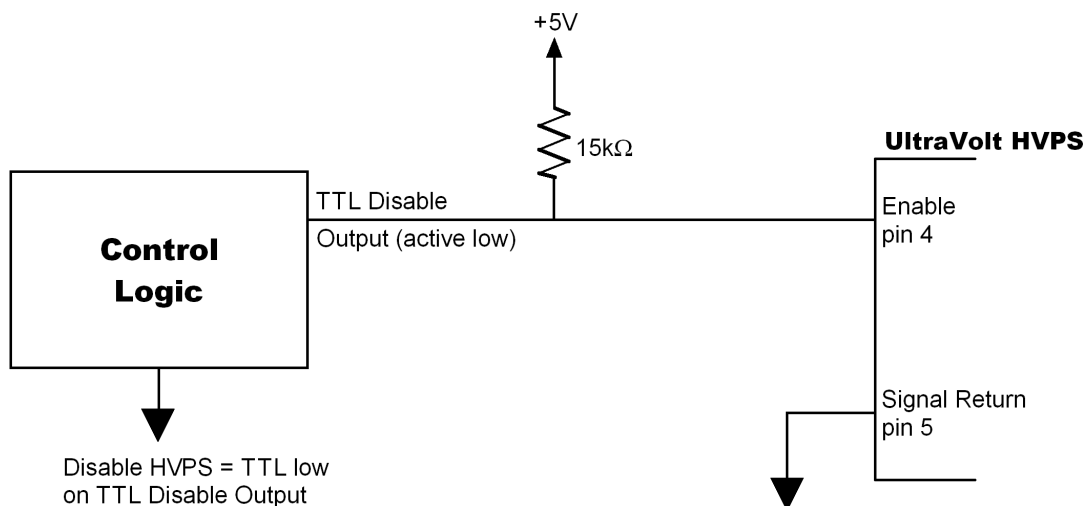 +5V
15kΩ
UltraVolt HVPS
TTL Disable
Output (active low)
Enable
pin 4
Control
Logic
Signal Return
pin 5
Disable HVPS = TTL low
on TTL Disable Output